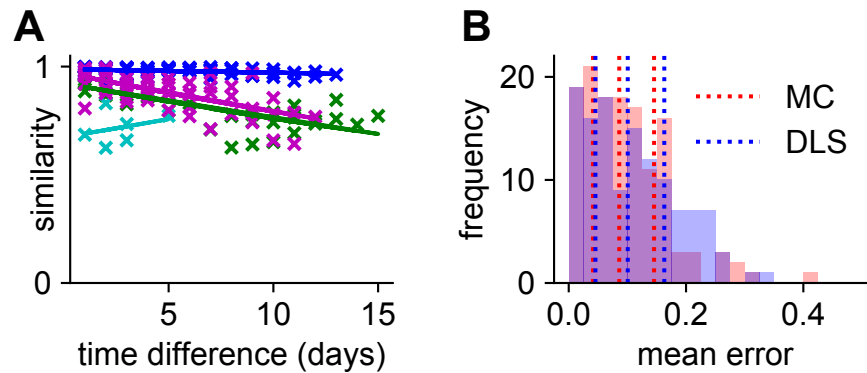 A
1
similarity
0
5
10
15
time difference (days)
B
20
10
0
frequency
MC
DLS
0.0
0.2
0.4
mean error